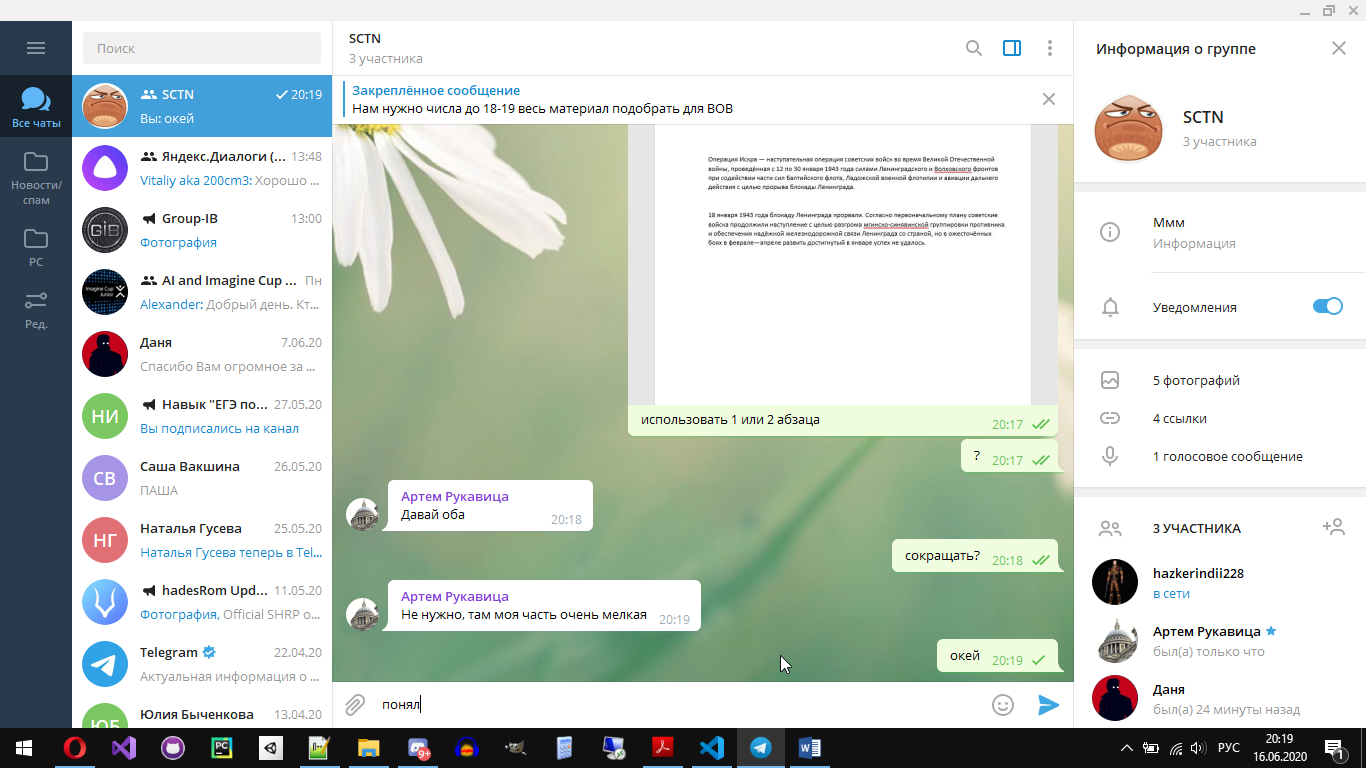 Поиск
SCTN
20:19
Вы: окей
Яндекс.Диалоги (...
13:48
Vitaliy aka 200cm3: Хорошо ...
Group-IB
13:00
Фотография
AI and Imagine Cup ...
Пн
Alexander: Добрый день. Кт...
Даня
7.06.20
Спасибо Вам огромное за ...
Навык "ЕГЭ по...
27.05.20
Вы подписались на канал
Саша Вакшина
26.05.20
ПАША
Наталья Гусева
25.05.20
Наталья Гусева теперь в Tel...
hadesRom Upd...
11.05.20
Фотография, Official SHRP o...
Telegram
22.04.20
Актуальная информация о ...
Юлия Быченкова
13.04.20
GIB
Imagine Cup
Junior
НИ
СВ
НГ
ЮБ
Все чаты
Новости/
спам
PC
Ред.
SCTN
3 участника
Закреплённое сообщение
Нам нужно числа до 18-19 весь материал подобрать для ВОВ
Операция Искра — наступательная операция советских войск во время Великой Отечественной
войны, проведённая с 12 по 30 января 1943 года силами Ленинградского и Волховского фронтов
при содействии части сил Балтийского флота, Ладожской военной флотилии и авиации дальнего
действия с целью прорыва блокады Ленинграда.
18 января 1943 года блокаду Ленинграда прорвали. Согласно первоначальному плану советские
войска продолжили наступление с целью разгрома мгинско-синявинской группировки противника
и обеспечения надёжной железнодорожной связи Ленинграда со страной, но в ожесточённых
боях в феврале—апреле развить достигнутый в январе успех не удалось.
использовать 1 или 2 абзаца
20:17
?
20:17
Артем Рукавица
Давай оба
20:18
сокращать?
20:18
Артем Рукавица
Не нужно, там моя часть очень мелкая
20:19
окей
20:19
понял
Информация о группе
SCTN
3 участника
Ммм
Информация
Уведомления
5 фотографий
4 ссылки
1 голосовое сообщение
3 УЧАСТНИКА
hazkerindii228
в сети
Артем Рукавица
был(а) только что
Даня
был(а) 24 минуты назад
PC
9+
РУС
20:19
16.06.2020
1